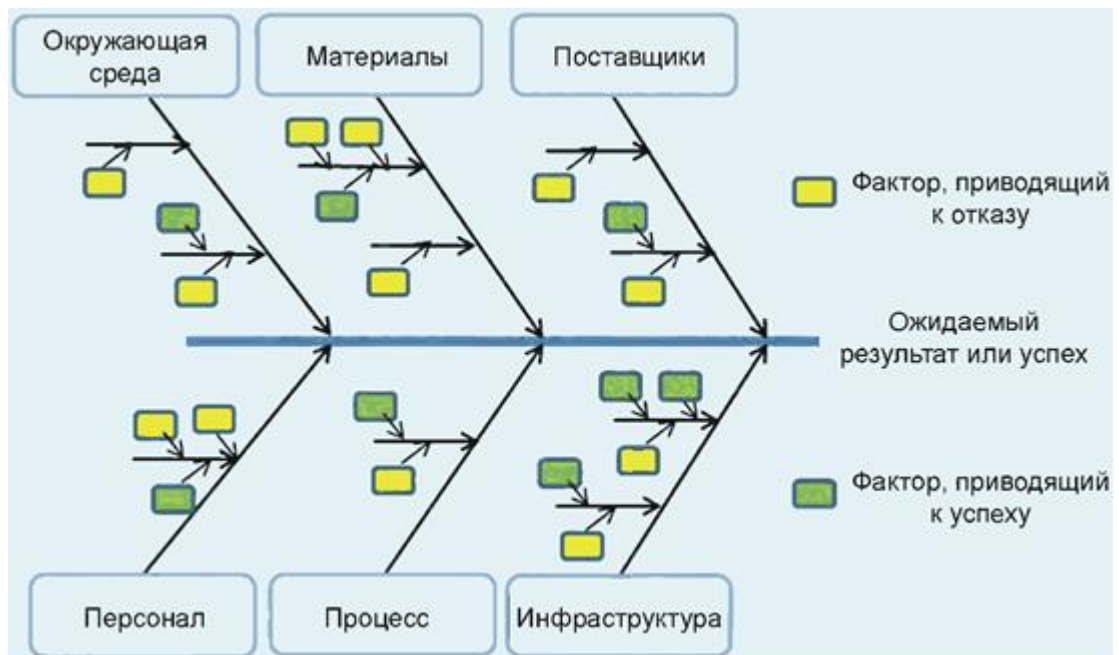 Окружающая
среда
Материалы
Поставщики
Фактор, приводящий
к отказу
Ожидаемый
результат или успех
Фактор, приводящий
к успеху
Персонал
Процесс
Инфраструктура